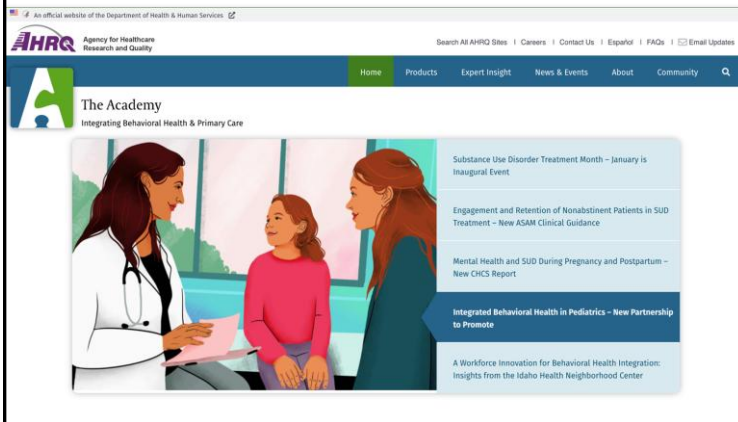 An official website of the Department of Health & Human Services
AHRQ
Agency for Healthcare
Research and Quality
Search All AHRQ Sites | Careers | Contact Us | Español | FAQs | Email Updates
Home Products Expert Insight News & Events About Community
The Academy
Integrating Behavioral Health & Primary Care
Substance Use Disorder Treatment Month – January is
Inaugural Event
Engagement and Retention of Nonabstinent Patients in SUD
Treatment – New ASAM Clinical Guidance
Mental Health and SUD During Pregnancy and Postpartum –
New CHCS Report
Integrated Behavioral Health in Pediatrics – New Partnership
to Promote
A Workforce Innovation for Behavioral Health Integration:
Insights from the Idaho Health Neighborhood Center